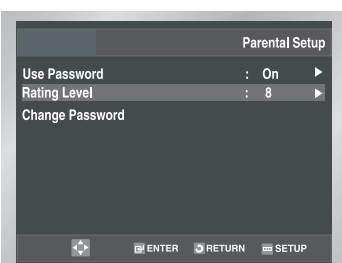 Parental Setup
Use Password : On ►
Rating Level : 8 ►
Change Password
ENTER RETURN SETUP